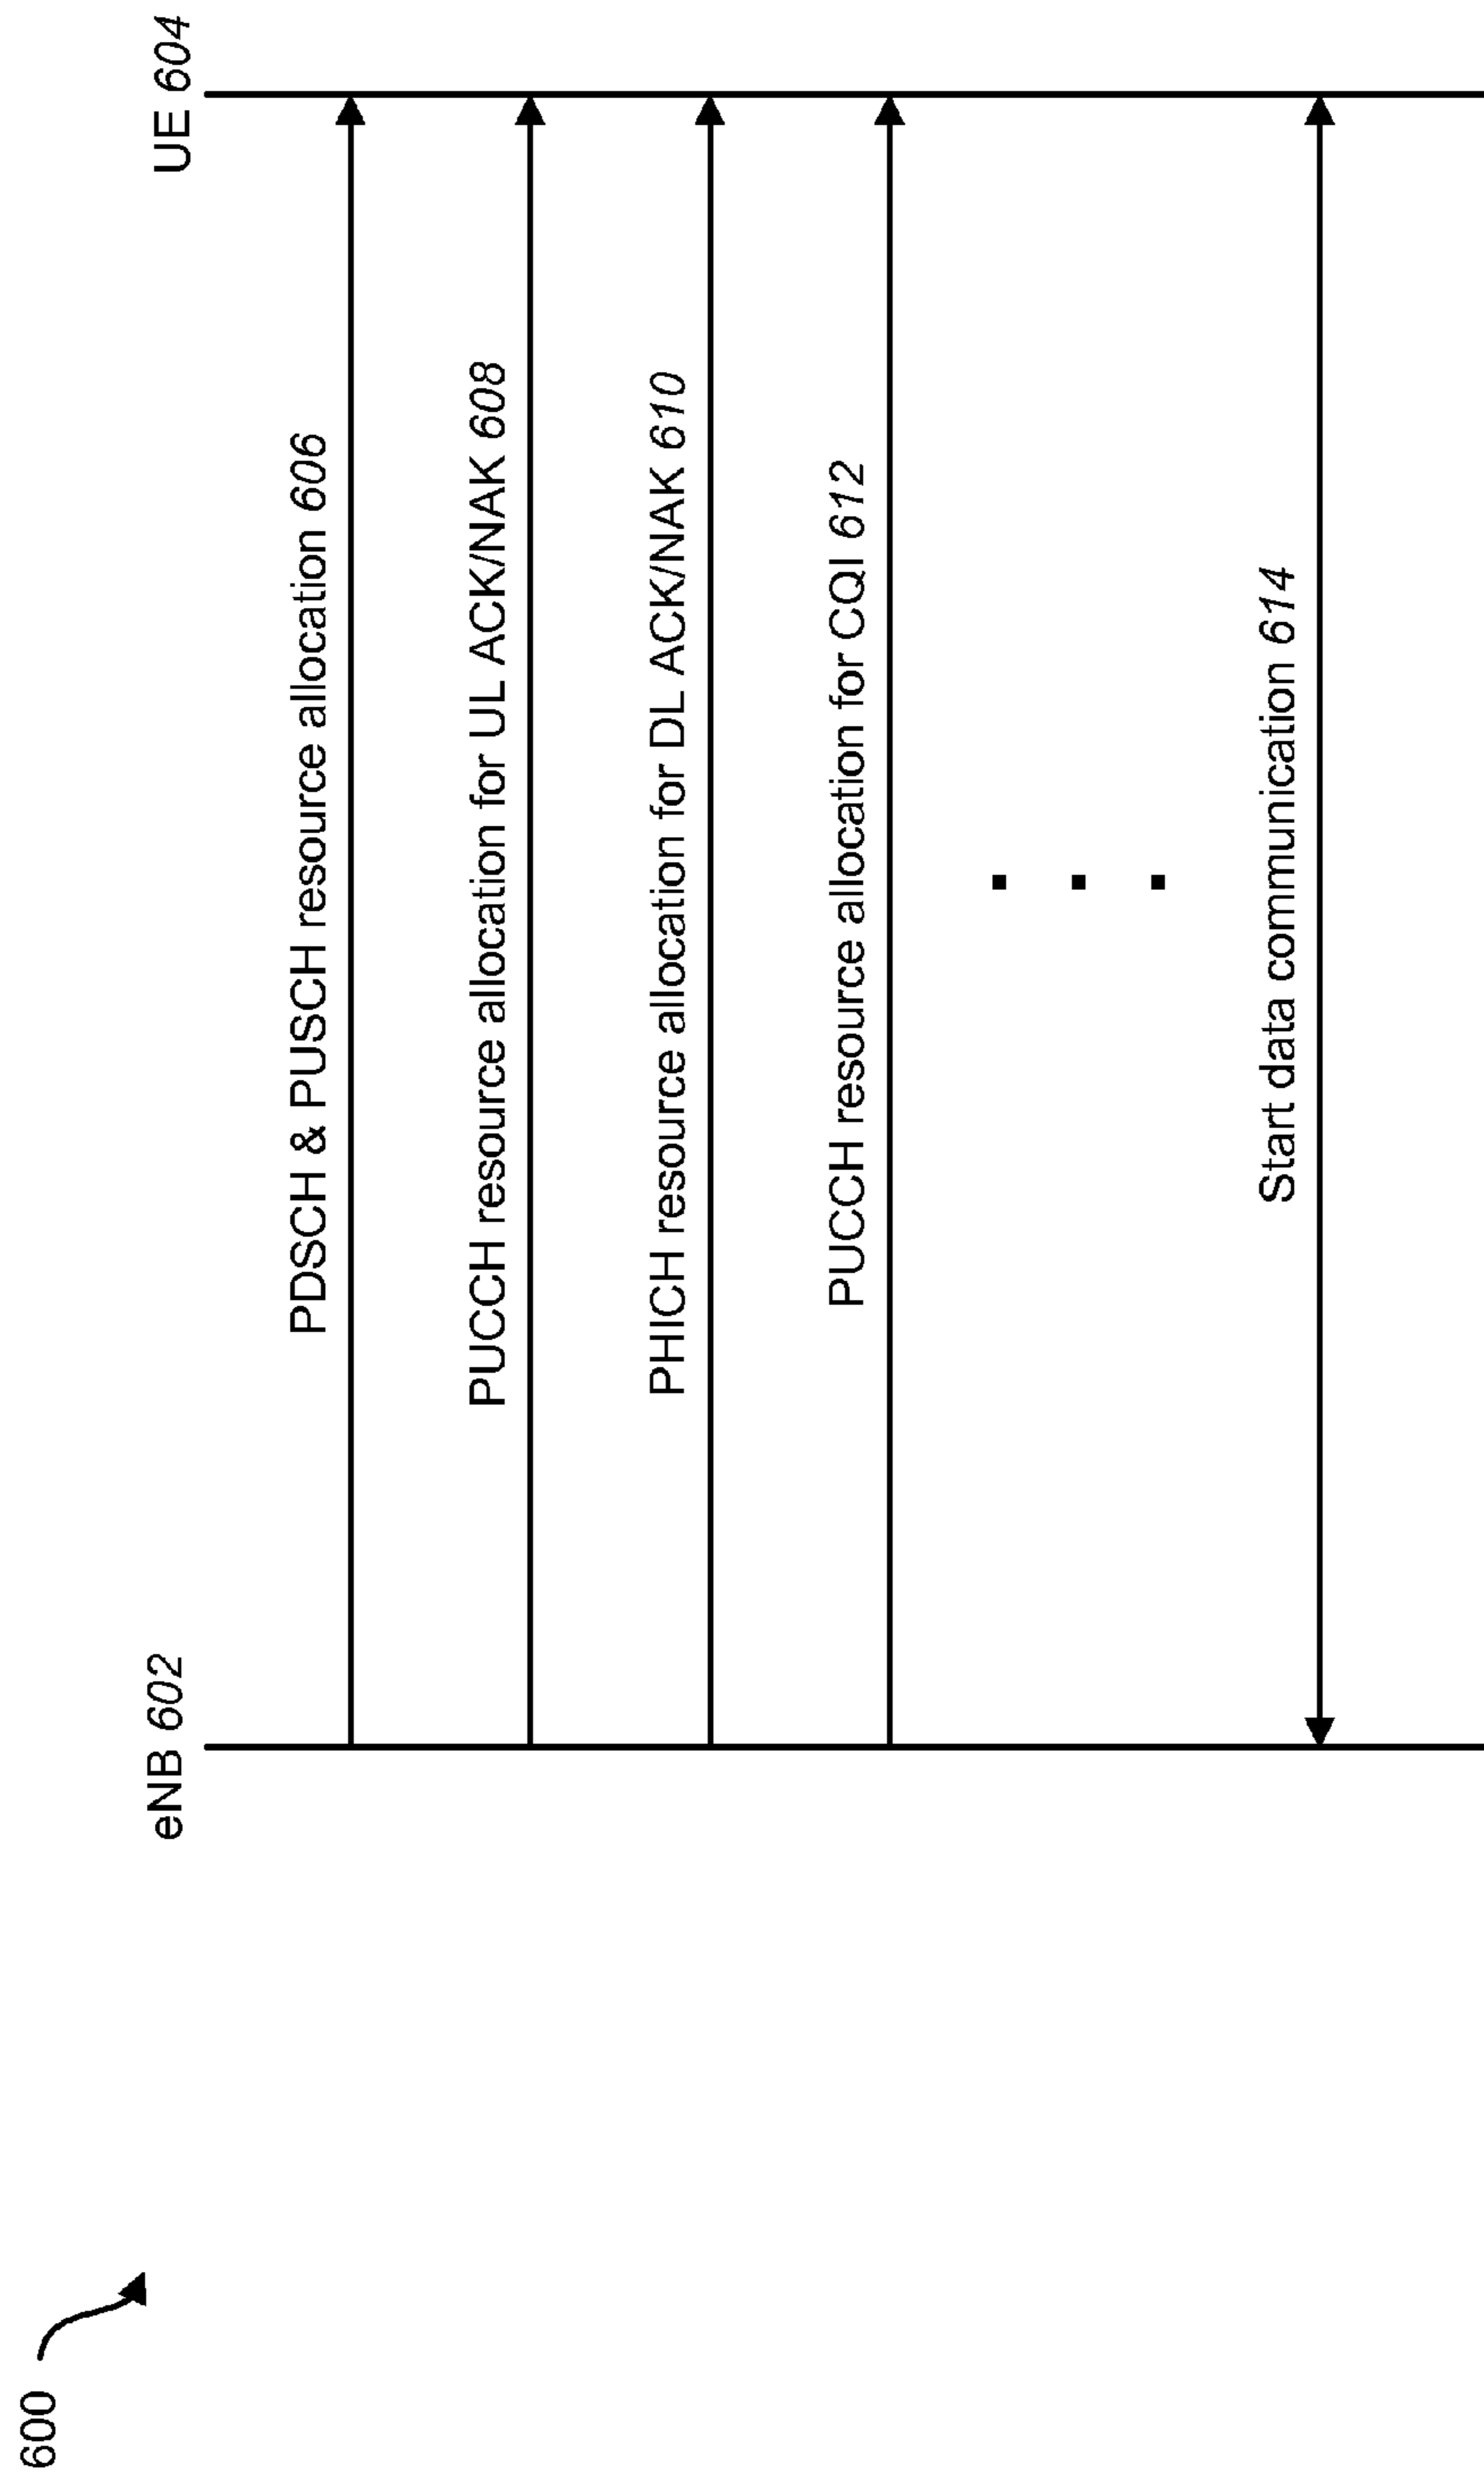 600
eNB 602
UE 604
PDSCH & PUSCH resource allocation 606
PUCCH resource allocation for UL ACK/NAK 608
PHICH resource allocation for DL ACK/NAK 610
PUCCH resource allocation for CQI 612
Start data communication 614